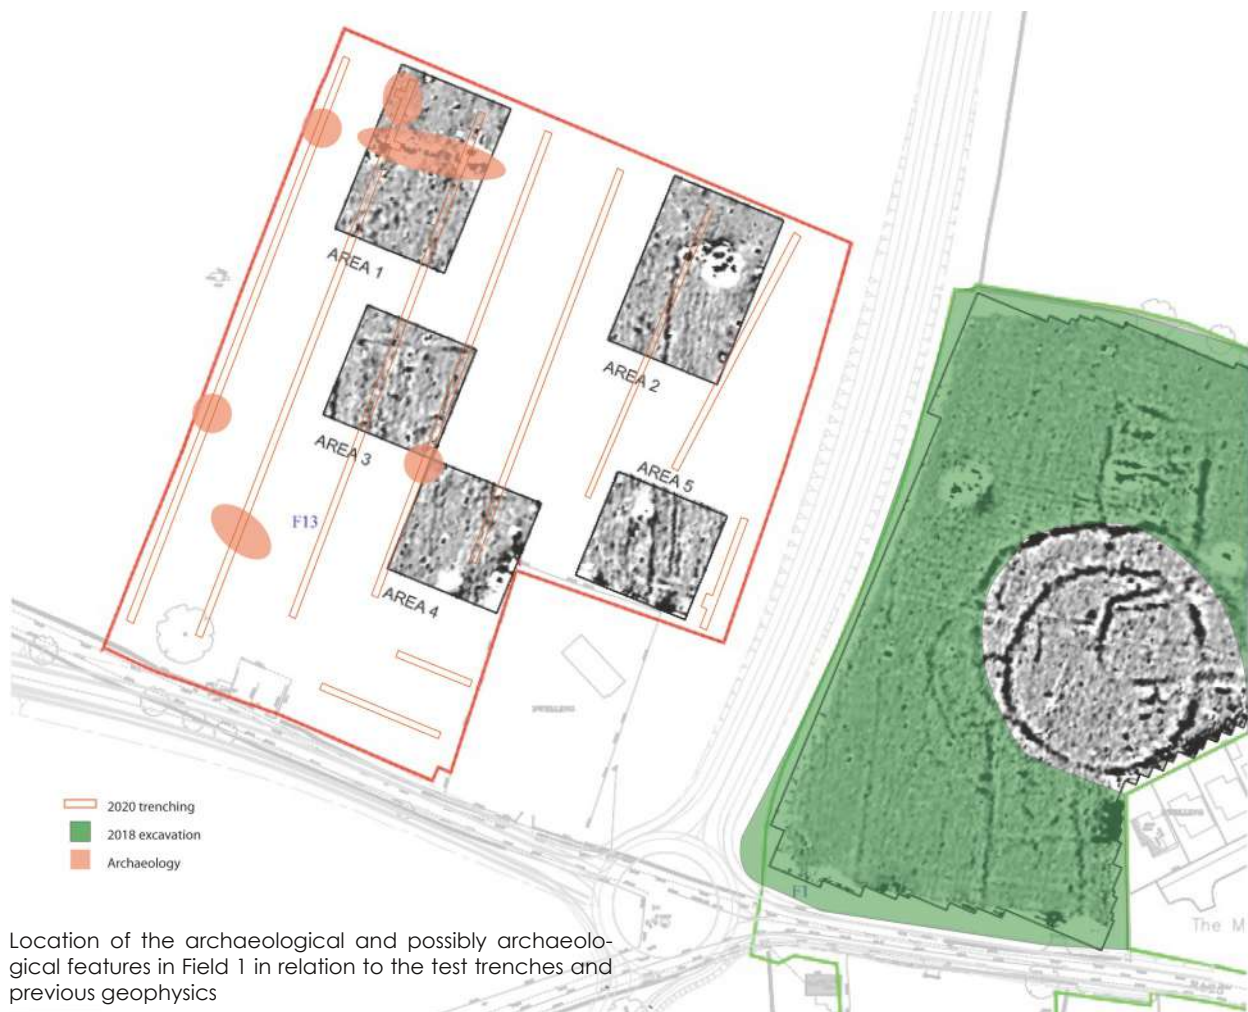 AREA 1
AREA 2
AREA 3
AREA 5
F13
AREA 4
DWELLING
2020 trenching
2018 excavation
Archaeology
F1
The M
Location of the archaeological and possibly archaeolo-
gical features in Field 1 in relation to the test trenches and
previous geophysics